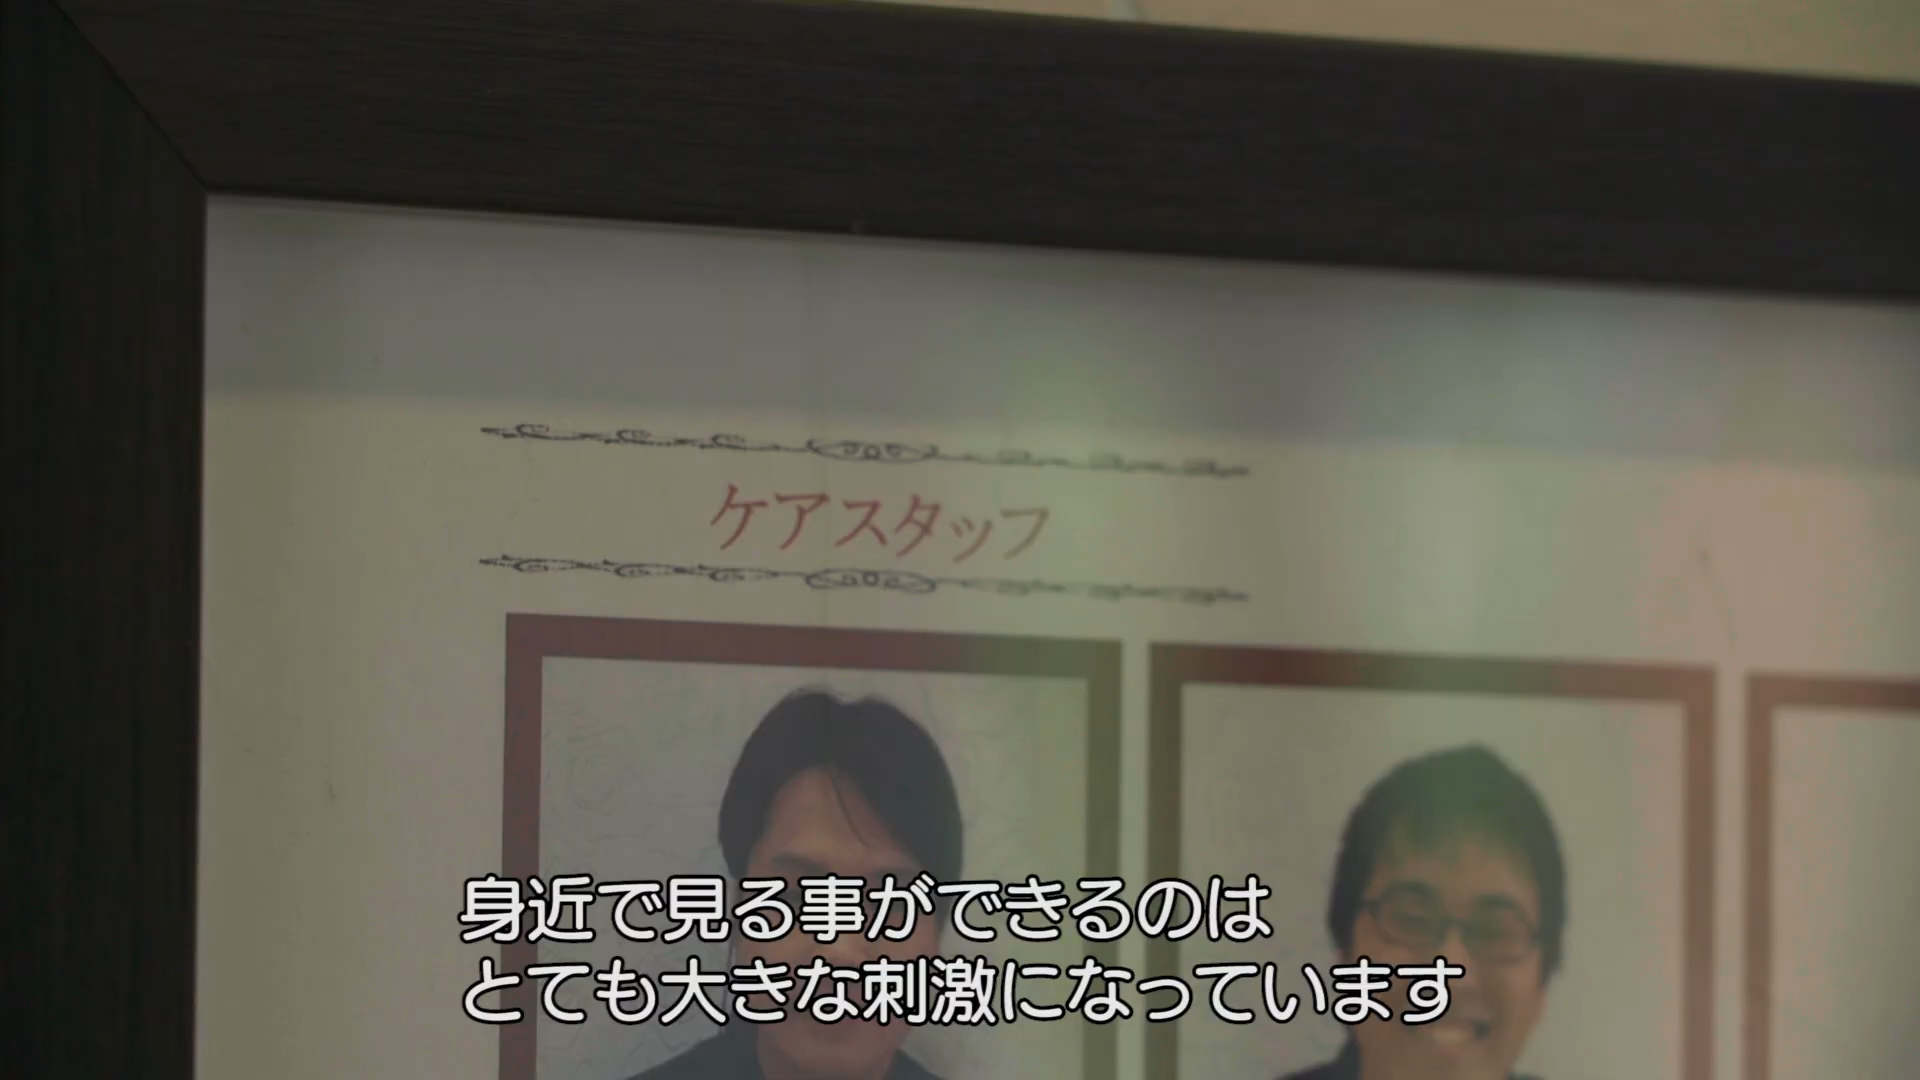 ケアスタッフ
身近で見る事ができるのは
とても大きな刺激になっています